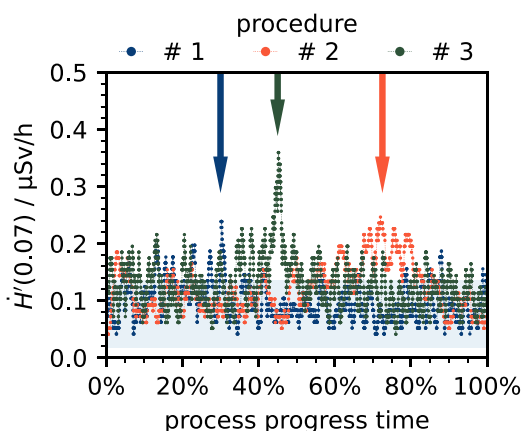 procedure
# 1 # 2 # 3
0.5
0.4
0.3
0.2
0.1
0.0
Ḣ′(0.07) / μSv/h
0% 20% 40% 60% 80% 100%
process progress time